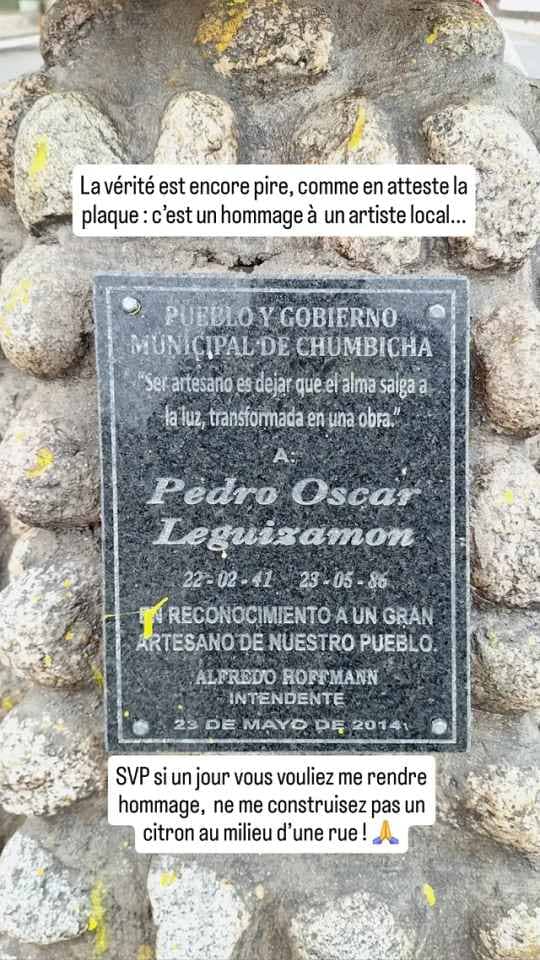 La vérité est encore pire, comme en atteste la
plaque : c'est un hommage à un artiste local...
PUEBLO Y GOBIERNO
MUNICIPAL DE CHUMBICHA
"Ser artesano es dejar que el alma salga a
la luz, transformada en una obra."
A:
Pedro Oscar
Leguizamon
22-02-41 23-05-86
EN RECONOCIMIENTO A UN GRAN
ARTESANO DE NUESTRO PUEBLO.
ALFREDO HOFFMANN
INTENDENTE
23 DE MAYO DE 2014
SVP si un jour vous vouliez me rendre
hommage, ne me construisez pas un
citron au milieu d'une rue ! 🙏